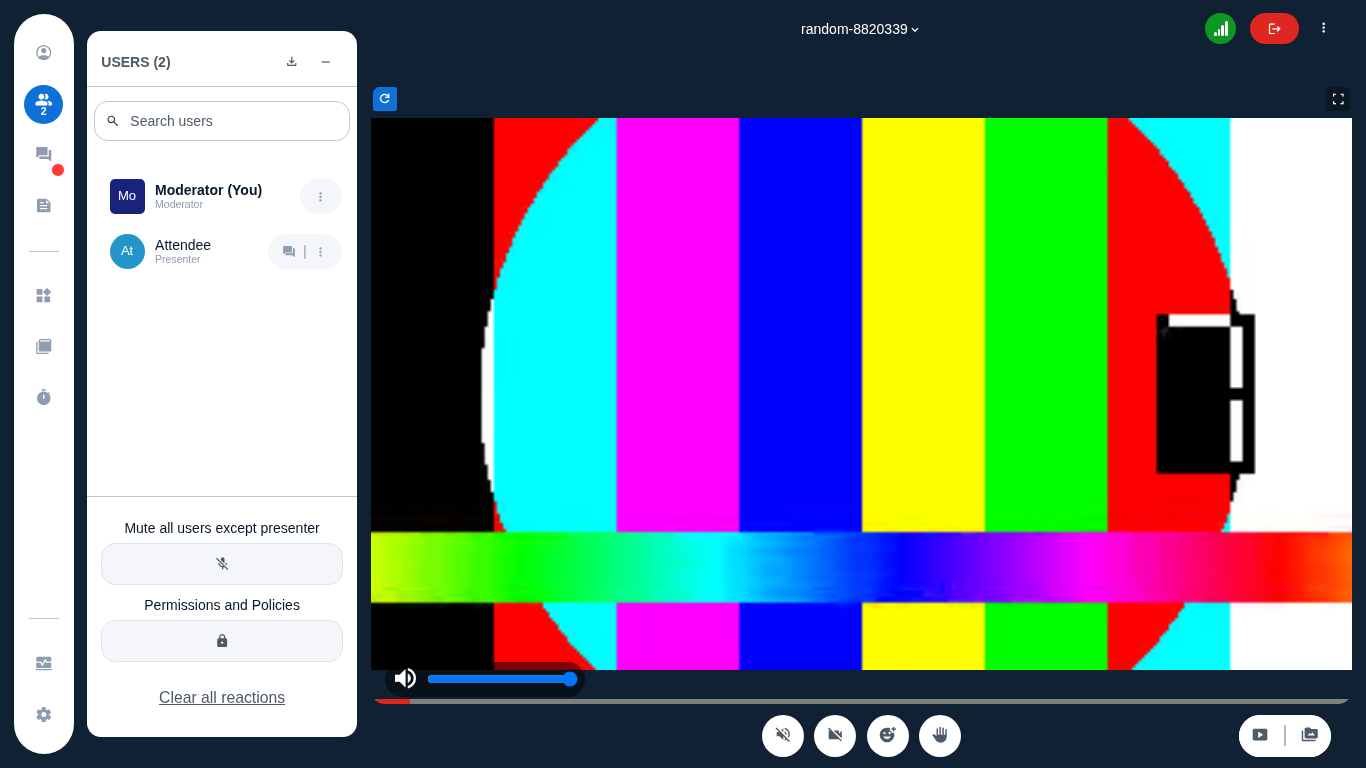 random-8820339
USERS (2)
2
Search users
Mo
Moderator (You)
Moderator
At
Attendee
Presenter
Mute all users except presenter
Permissions and Policies
Clear all reactions